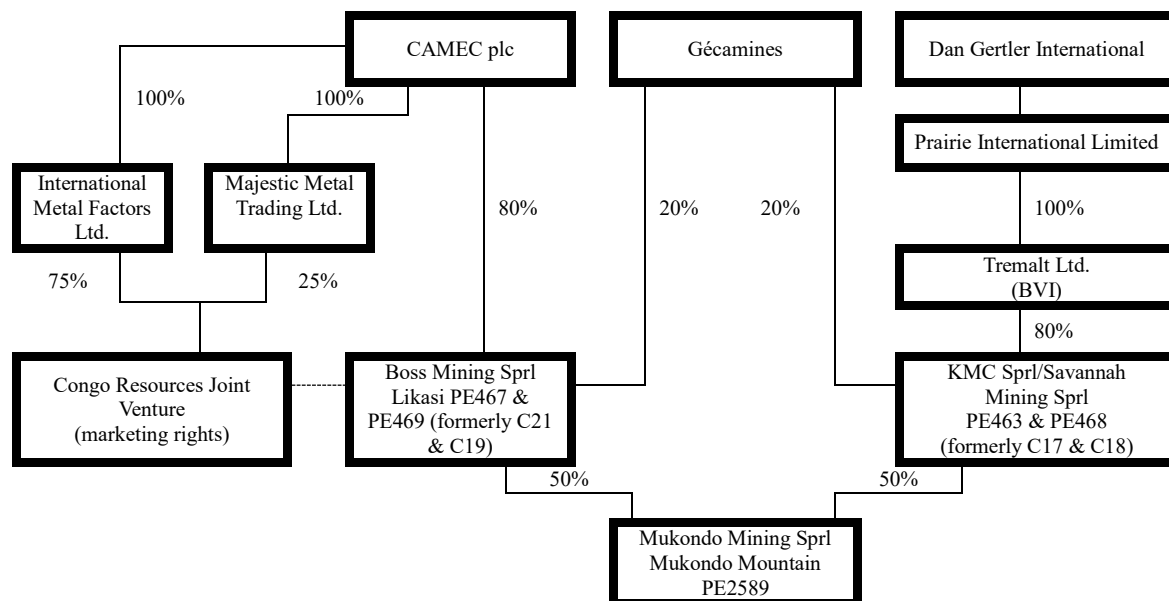 CAMEC plc
Gécamines
Dan Gertler International
100%
100%
Prairie International Limited
International
Metal Factors
Ltd.
Majestic Metal
Trading Ltd.
80%
20%
20%
100%
75%
25%
Tremalt Ltd.
(BVI)
80%
Congo Resources Joint
Venture
(marketing rights)
Boss Mining Sprl
Likasi PE467 &
PE469 (formerly C21
& C19)
KMC Sprl/Savannah
Mining Sprl
PE463 & PE468
(formerly C17 & C18)
50%
50%
Mukondo Mining Sprl
Mukondo Mountain
PE2589